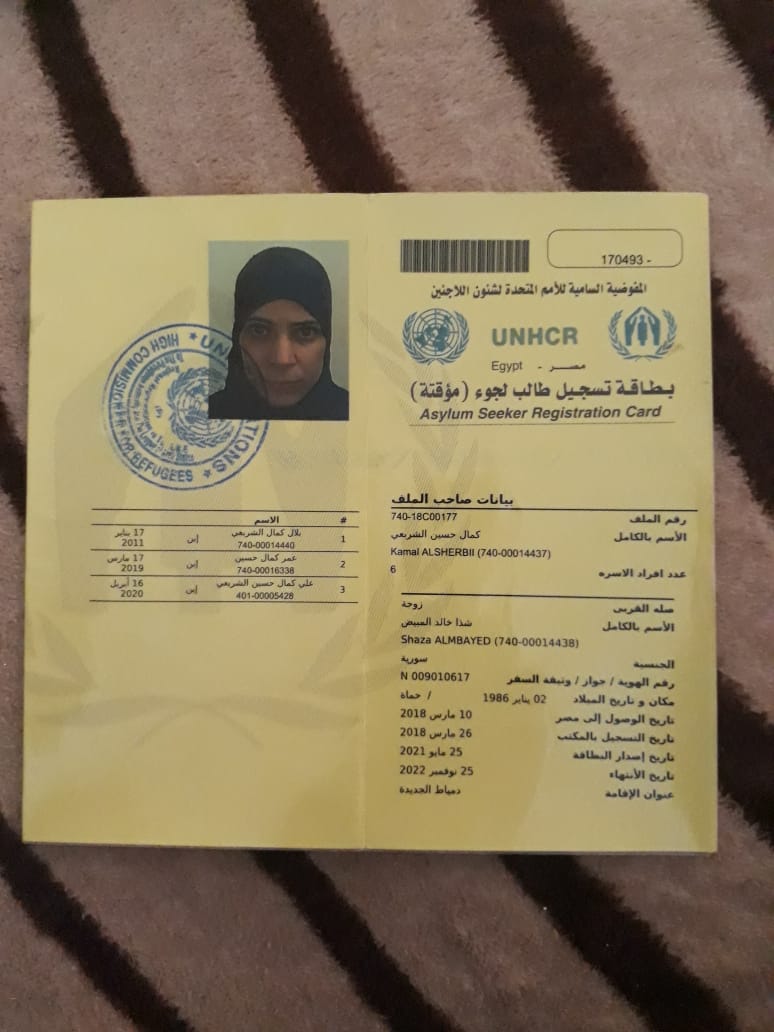 170493 -
المفوضية السامية للأمم المتحدة لشئون اللاجئين
UNHCR
Egypt - مصر
بطاقة تسجيل طالب لجوء (مؤقتة)
Asylum Seeker Registration Card
بيانات صاحب الملف
رقم الملف 740-18C00177
الأسم بالكامل كمال حسين الشريعي
Kamal ALSHERBII (740-00014437)
عدد افراد الاسره 6
صله القربى زوجة
الأسم بالكامل شذا خالد المبيض
Shaza ALMBAYED (740-00014438)
الجنسية سورية
رقم الهوية / جواز / وثيقة السفر N 009010617
مكان و تاريخ الميلاد 02 يناير 1986 / حماة
تاريخ الوصول إلى مصر 10 مارس 2018
تاريخ التسجيل بالمكتب 26 مارس 2018
تاريخ إصدار البطاقة 25 مايو 2021
تاريخ الأنتهاء 25 نوفمبر 2022
عنوان الإقامة دمياط الجديدة
# الاسم
1 بلال كمال الشريعي إبن 17 يناير
740-00014440 2011
2 عمر كمال حسين إبن 17 مارس
740-00016338 2019
3 علي كمال حسين الشريعي إبن 16 أبريل
401-00005428 2020
HIGH COMMISIONER FOR REFUGEES